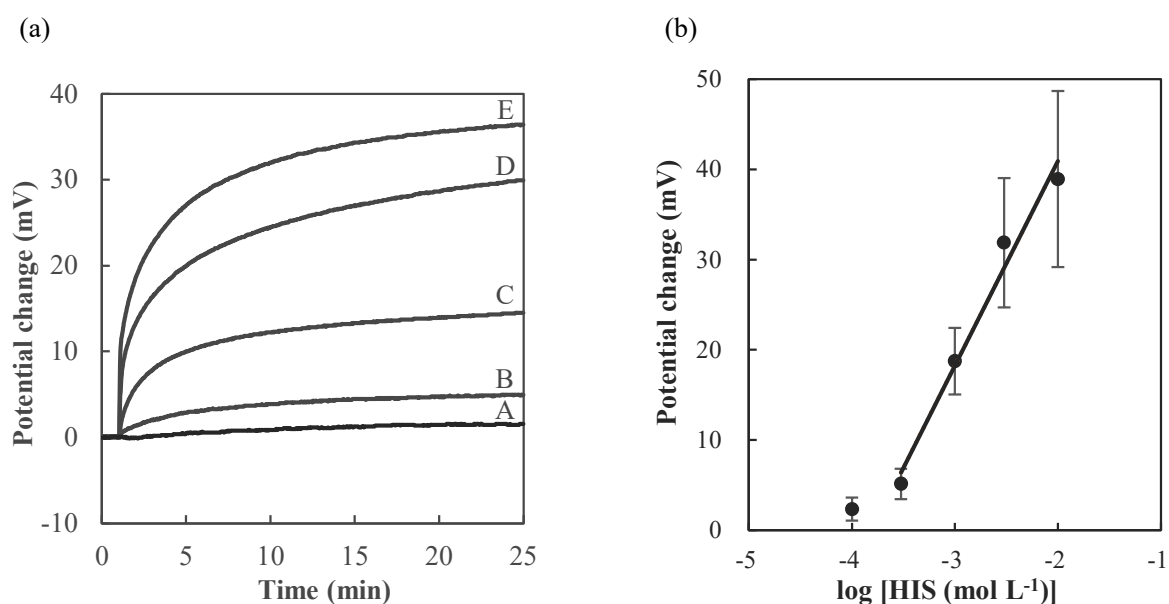 (a)
40
30
20
10
0
-10
Potential change (mV)
E
D
C
B
A
0 5 10 15 20 25
Time (min)
(b)
50
40
30
20
10
0
Potential change (mV)
-5 -4 -3 -2 -1
log [HIS (mol L⁻¹)]